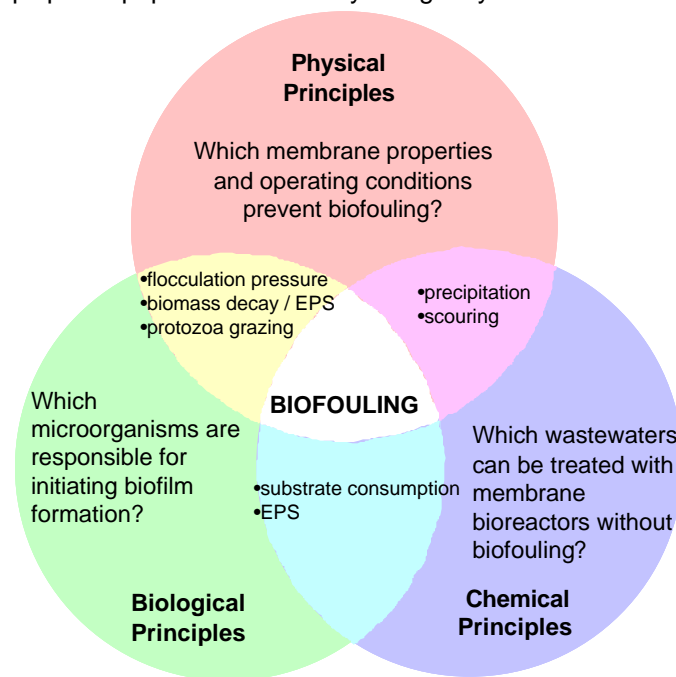 Physical
Principles
Which membrane properties
and operating conditions
prevent biofouling?
•flocculation pressure
•biomass decay / EPS
•protozoa grazing
•precipitation
•scouring
BIOFOULING
Which
microorganisms are
responsible for
initiating biofilm
formation?
Which wastewaters
can be treated with
membrane
bioreactors without
biofouling?
•substrate consumption
•EPS
Biological
Principles
Chemical
Principles